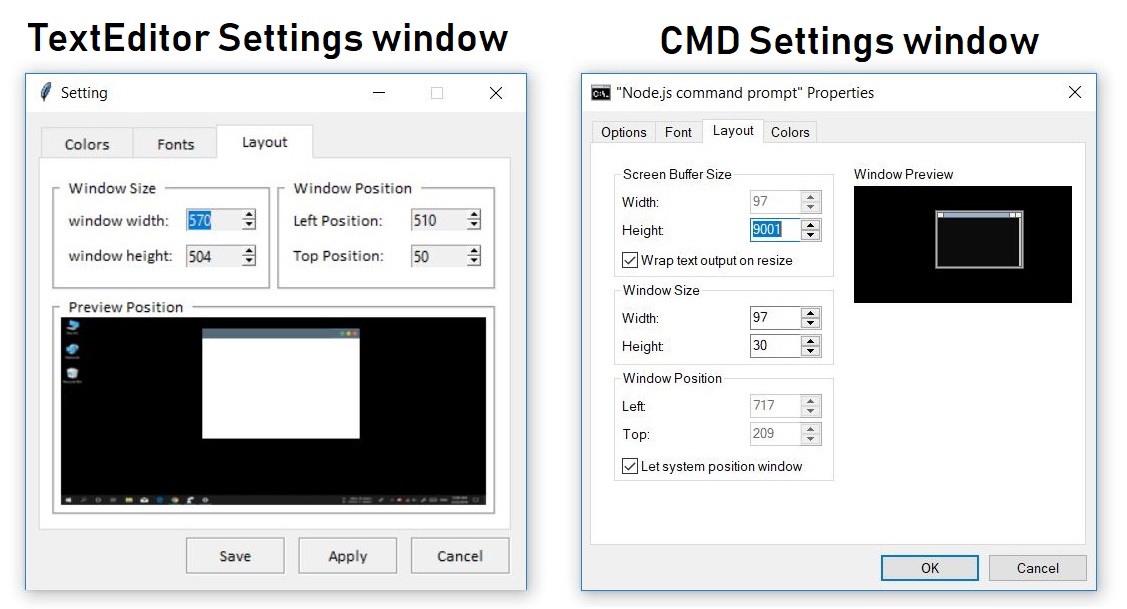 TextEditor Settings window
Setting
Colors Fonts Layout
Window Size
window width: 570
window height: 504
Window Position
Left Position: 510
Top Position: 50
Preview Position
Save Apply Cancel
CMD Settings window
C:\.
"Node.js command prompt" Properties
Options Font Layout Colors
Screen Buffer Size
Width: 97
Height: 9001
Wrap text output on resize
Window Size
Width: 97
Height: 30
Window Position
Left: 717
Top: 209
Let system position window
Window Preview
OK Cancel